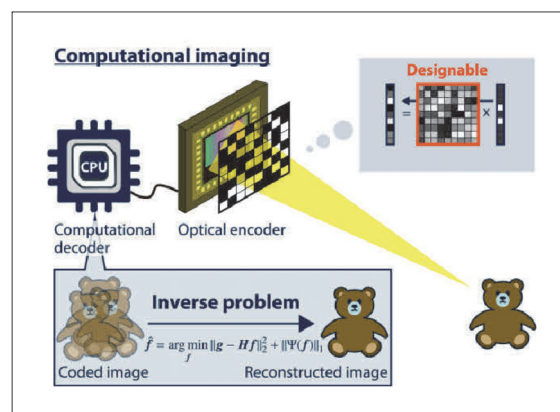 Computational imaging
Designable
=
×
CPU
Computational
decoder
Optical encoder
Inverse problem
f̂ = arg min ‖g − Hf‖₂² + ‖Ψ(f)‖₁
f
Coded image
Reconstructed image